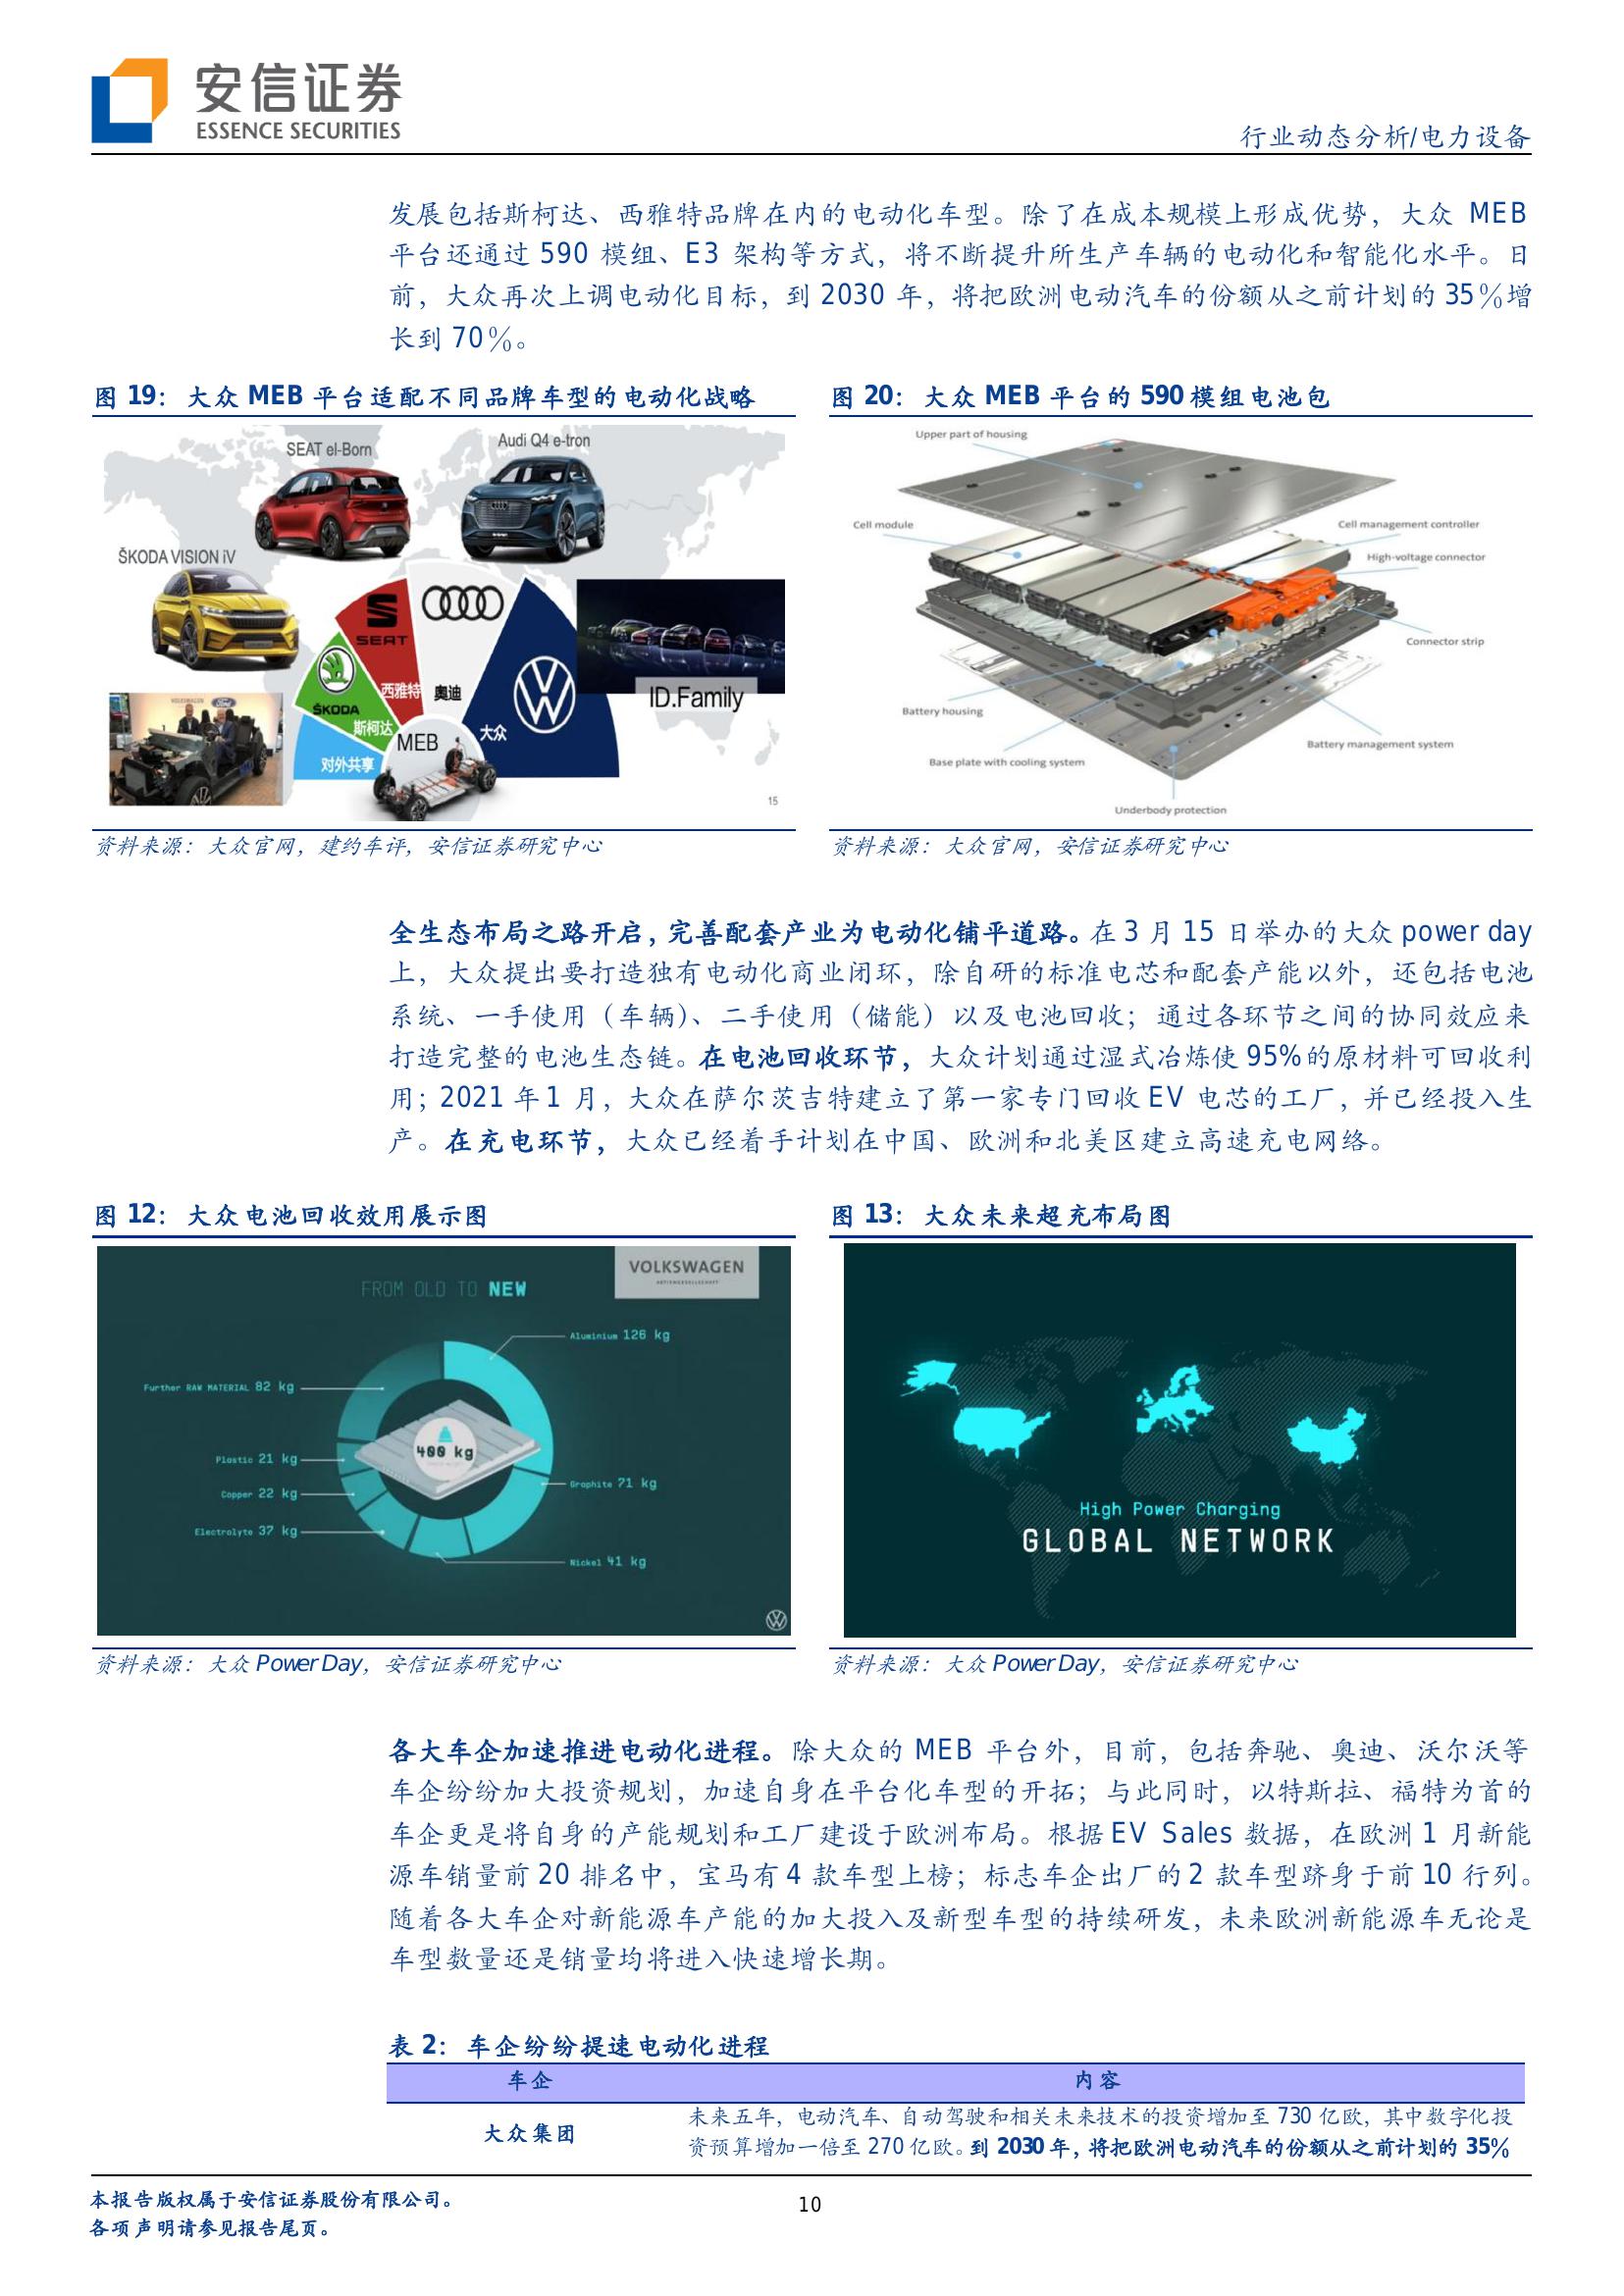 安信证券
ESSENCE SECURITIES
行业动态分析/电力设备
发展包括斯柯达、西雅特品牌在内的电动化车型。除了在成本规模上形成优势，大众 MEB
平台还通过 590 模组、E3 架构等方式，将不断提升所生产车辆的电动化和智能化水平。日
前，大众再次上调电动化目标，到 2030 年，将把欧洲电动汽车的份额从之前计划的 35%增
长到 70%。
图 19：大众 MEB 平台适配不同品牌车型的电动化战略
SEAT el-Born
Audi Q4 e-tron
ŠKODA VISION iV
SEAT
西雅特
奥迪
ŠKODA
斯柯达
MEB
大众
对外共享
VOLKSWAGEN
Ford
ID.Family
15
资料来源：大众官网，建约车评，安信证券研究中心
图 20：大众 MEB 平台的 590 模组电池包
Upper part of housing
Cell module
Cell management controller
High-voltage connector
Connector strip
Battery housing
Battery management system
Base plate with cooling system
Underbody protection
资料来源：大众官网，安信证券研究中心
全生态布局之路开启，完善配套产业为电动化铺平道路。在 3 月 15 日举办的大众 power day
上，大众提出要打造独有电动化商业闭环，除自研的标准电芯和配套产能以外，还包括电池
系统、一手使用（车辆）、二手使用（储能）以及电池回收；通过各环节之间的协同效应来
打造完整的电池生态链。在电池回收环节，大众计划通过湿式冶炼使 95%的原材料可回收利
用；2021 年 1 月，大众在萨尔茨吉特建立了第一家专门回收 EV 电芯的工厂，并已经投入生
产。在充电环节，大众已经着手计划在中国、欧洲和北美区建立高速充电网络。
图 12：大众电池回收效用展示图
VOLKSWAGEN
AKTIENGESELLSCHAFT
FROM OLD TO NEW
Aluminium 126 kg
Further RAW MATERIAL 82 kg
400 kg
Plastic 21 kg
Graphite 71 kg
Copper 22 kg
Electrolyte 37 kg
Nickel 41 kg
资料来源：大众 Power Day，安信证券研究中心
图 13：大众未来超充布局图
High Power Charging
GLOBAL NETWORK
资料来源：大众 Power Day，安信证券研究中心
各大车企加速推进电动化进程。除大众的 MEB 平台外，目前，包括奔驰、奥迪、沃尔沃等
车企纷纷加大投资规划，加速自身在平台化车型的开拓；与此同时，以特斯拉、福特为首的
车企更是将自身的产能规划和工厂建设于欧洲布局。根据 EV Sales 数据，在欧洲 1 月新能
源车销量前 20 排名中，宝马有 4 款车型上榜；标志车企出厂的 2 款车型跻身于前 10 行列。
随着各大车企对新能源车产能的加大投入及新型车型的持续研发，未来欧洲新能源车无论是
车型数量还是销量均将进入快速增长期。
表 2：车企纷纷提速电动化进程
车企
内容
大众集团
未来五年，电动汽车、自动驾驶和相关未来技术的投资增加至 730 亿欧，其中数字化投
资预算增加一倍至 270 亿欧。到 2030 年，将把欧洲电动汽车的份额从之前计划的 35%
本报告版权属于安信证券股份有限公司。
各项声明请参见报告尾页。
10